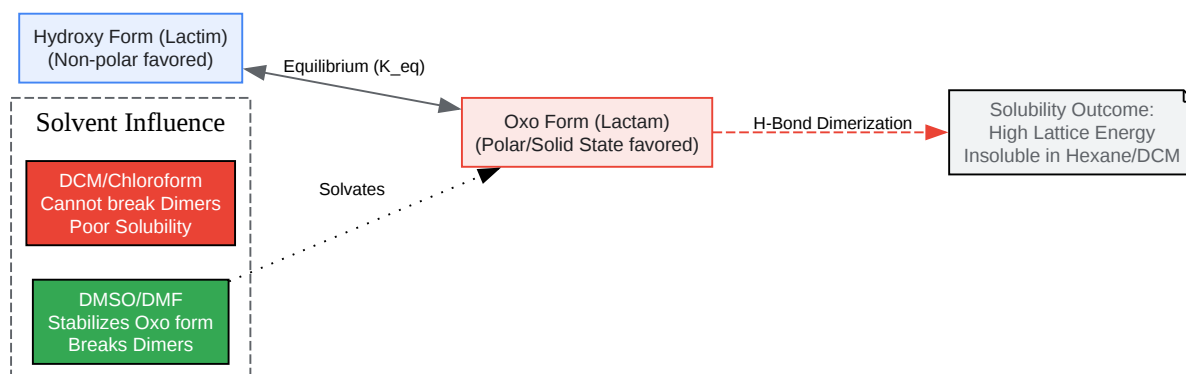 Hydroxy Form (Lactim)
(Non-polar favored)
Equilibrium (K_eq)
Solvent Influence
DCM/Chloroform
Cannot break Dimers
Poor Solubility
DMSO/DMF
Stabilizes Oxo form
Breaks Dimers
Solvates
Oxo Form (Lactam)
(Polar/Solid State favored)
H-Bond Dimerization
Solubility Outcome:
High Lattice Energy
Insoluble in Hexane/DCM